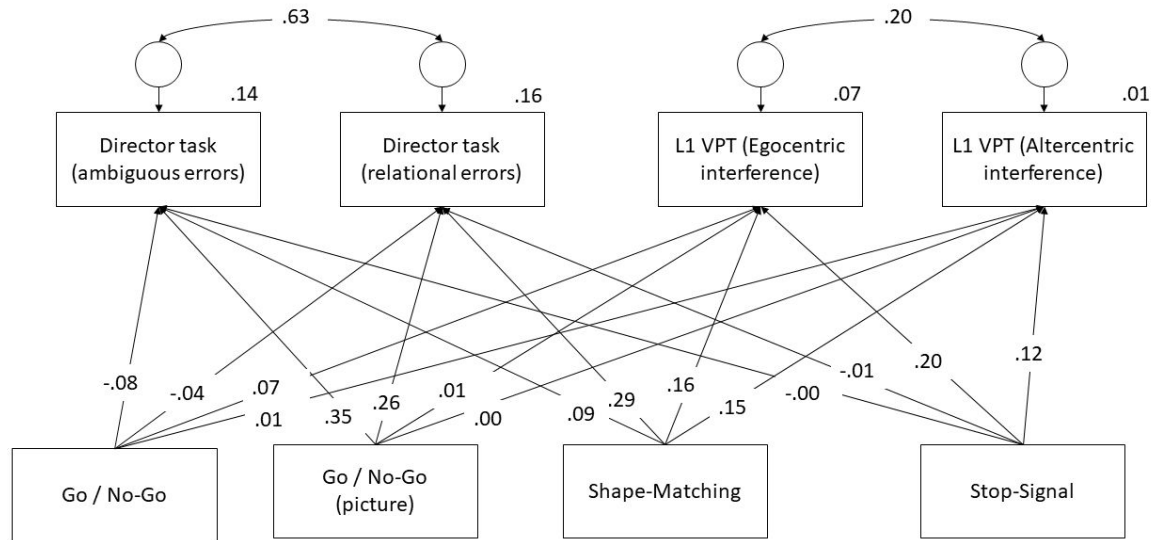 .63
.20
.14
.16
.07
.01
Director task
(ambiguous errors)
Director task
(relational errors)
L1 VPT (Egocentric
interference)
L1 VPT (Altercentric
interference)
-.08
-.04
.07
.01
.35
.26
.01
.00
.09
.29
.16
.15
-.00
-.01
.20
.12
Go / No-Go
Go / No-Go
(picture)
Shape-Matching
Stop-Signal